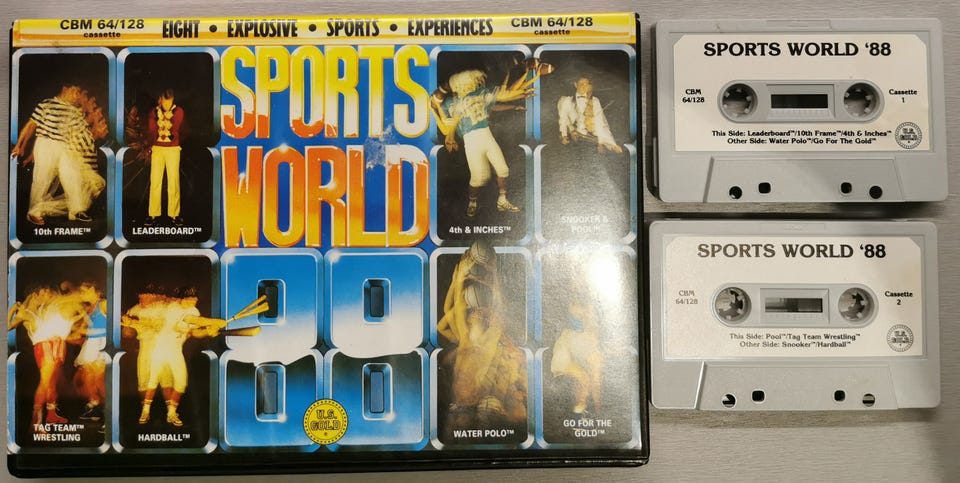 CBM 64/128
cassette
EIGHT • EXPLOSIVE • SPORTS • EXPERIENCES
CBM 64/128
cassette
SPORTS
WORLD
88
10th FRAME™
LEADERBOARD™
4th & INCHES™
SNOOKER &
POOL™
TAG TEAM™
WRESTLING
HARDBALL™
U.S.
GOLD
WATER POLO™
GO FOR THE
GOLD™
SPORTS WORLD '88
CBM
64/128
Cassette
1
This Side: Leaderboard™/10th Frame™/4th & Inches™
Other Side: Water Polo™/Go For The Gold™
U.S.
GOLD
SPORTS WORLD '88
CBM
64/128
Cassette
2
This Side: Pool™/Tag Team Wrestling™
Other Side: Snooker™/Hardball™
U.S.
GOLD